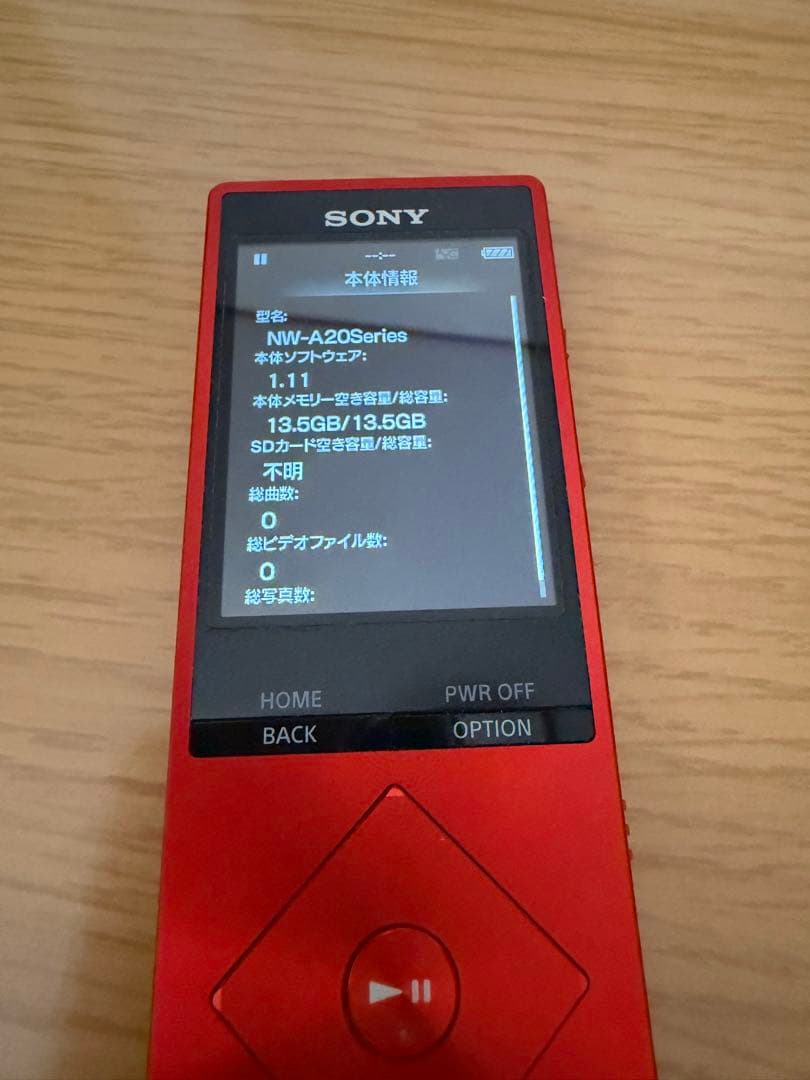 SONY
--:--
本体情報
型名:
NW-A20Series
本体ソフトウェア:
1.11
本体メモリー空き容量/総容量:
13.5GB/13.5GB
SDカード空き容量/総容量:
不明
総曲数:
0
総ビデオファイル数:
0
総写真数:
HOME PWR OFF
BACK OPTION